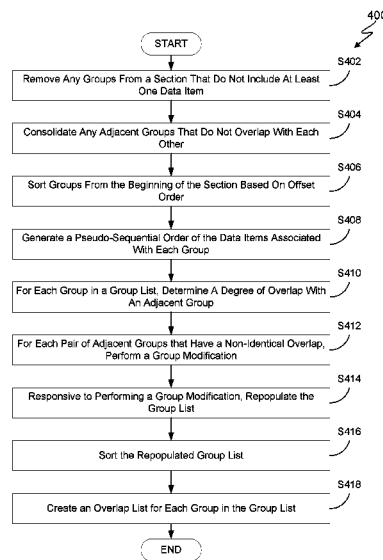 400
START
S402
Remove Any Groups From a Section That Do Not Include At Least
One Data Item
S404
Consolidate Any Adjacent Groups That Do Not Overlap With Each
Other
S406
Sort Groups From the Beginning of the Section Based On Offset
Order
S408
Generate a Pseudo-Sequential Order of the Data Items Associated
With Each Group
S410
For Each Group in a Group List, Determine A Degree of Overlap With
An Adjacent Group
S412
For Each Pair of Adjacent Groups that Have a Non-Identical Overlap,
Perform a Group Modification
S414
Responsive to Performing a Group Modification, Repopulate the
Group List
S416
Sort the Repopulated Group List
S418
Create an Overlap List for Each Group in the Group List
END